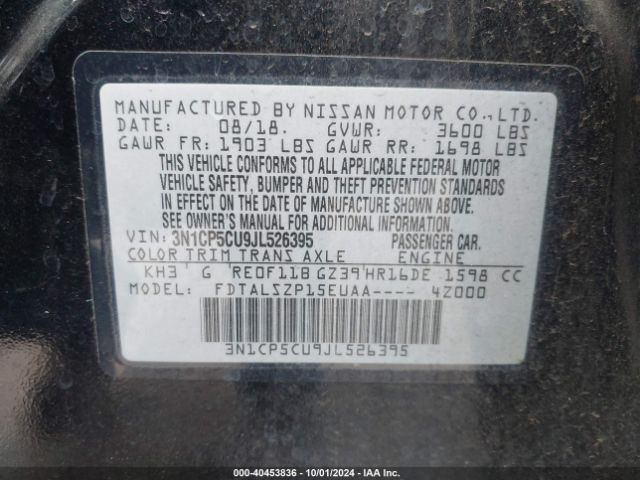 MANUFACTURED BY NISSAN MOTOR CO., LTD.
DATE: 08/18. GVWR: 3600 LBS
GAWR FR: 1903 LBS GAWR RR: 1698 LBS
THIS VEHICLE CONFORMS TO ALL APPLICABLE FEDERAL MOTOR
VEHICLE SAFETY, BUMPER AND THEFT PREVENTION STANDARDS
IN EFFECT ON THE DATE OF MANUFACTURE SHOWN ABOVE.
SEE OWNER'S MANUAL FOR ADDITIONAL INFORMATION.
VIN: 3N1CP5CU9JL526395 PASSENGER CAR.
COLOR TRIM TRANS AXLE ENGINE
KH3 G RE0F11B GZ39 HR16DE 1598 CC
MODEL: FDTALSZP15EUAA---- 4Z000
3N1CP5CU9JL526395
000-40453836 - 10/01/2024 - IAAI.com